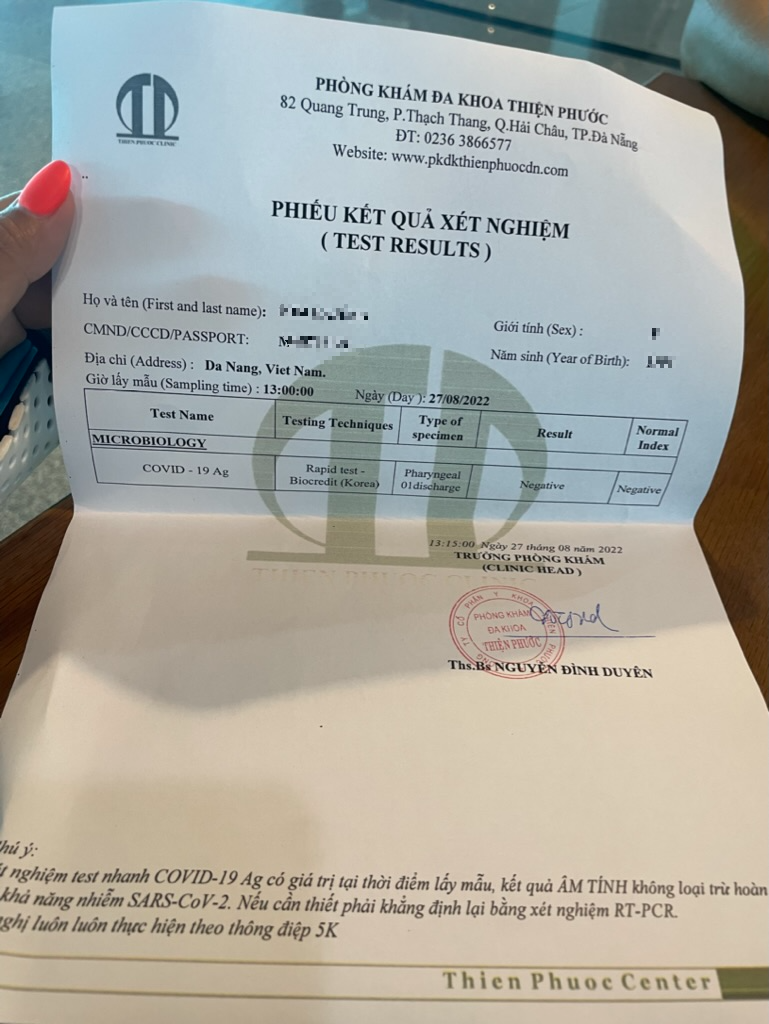 THIEN PHUOC CLINIC
PHÒNG KHÁM ĐA KHOA THIỆN PHƯỚC
82 Quang Trung, P.Thạch Thang, Q.Hải Châu, TP.Đà Nẵng
ĐT: 0236 3866577
Website: www.pkdkthienphuocdn.com
PHIẾU KẾT QUẢ XÉT NGHIỆM
( TEST RESULTS )
Họ và tên (First and last name):
Giới tính (Sex) :
CMND/CCCD/PASSPORT:
Năm sinh (Year of Birth):
Địa chỉ (Address) : Da Nang, Viet Nam.
Giờ lấy mẫu (Sampling time) : 13:00:00 Ngày (Day ): 27/08/2022
Test Name Testing Techniques Type of specimen Result Normal Index
MICROBIOLOGY
COVID - 19 Ag Rapid test - Biocredit (Korea) Pharyngeal 01discharge Negative Negative
THIEN PHUOC CLINIC
13:15:00 Ngày 27 tháng 08 năm 2022
TRƯỞNG PHÒNG KHÁM
(CLINIC HEAD )
PHÒNG KHÁM
ĐA KHOA
THIỆN PHƯỚC
Ths.Bs NGUYỄN ĐÌNH DUYÊN
hú ý:
nghiệm test nhanh COVID-19 Ag có giá trị tại thời điểm lấy mẫu, kết quả ÂM TÍNH không loại trừ hoàn
khả năng nhiễm SARS-CoV-2. Nếu cần thiết phải khẳng định lại bằng xét nghiệm RT-PCR.
nghị luôn luôn thực hiện theo thông điệp 5K
Thien Phuoc Center